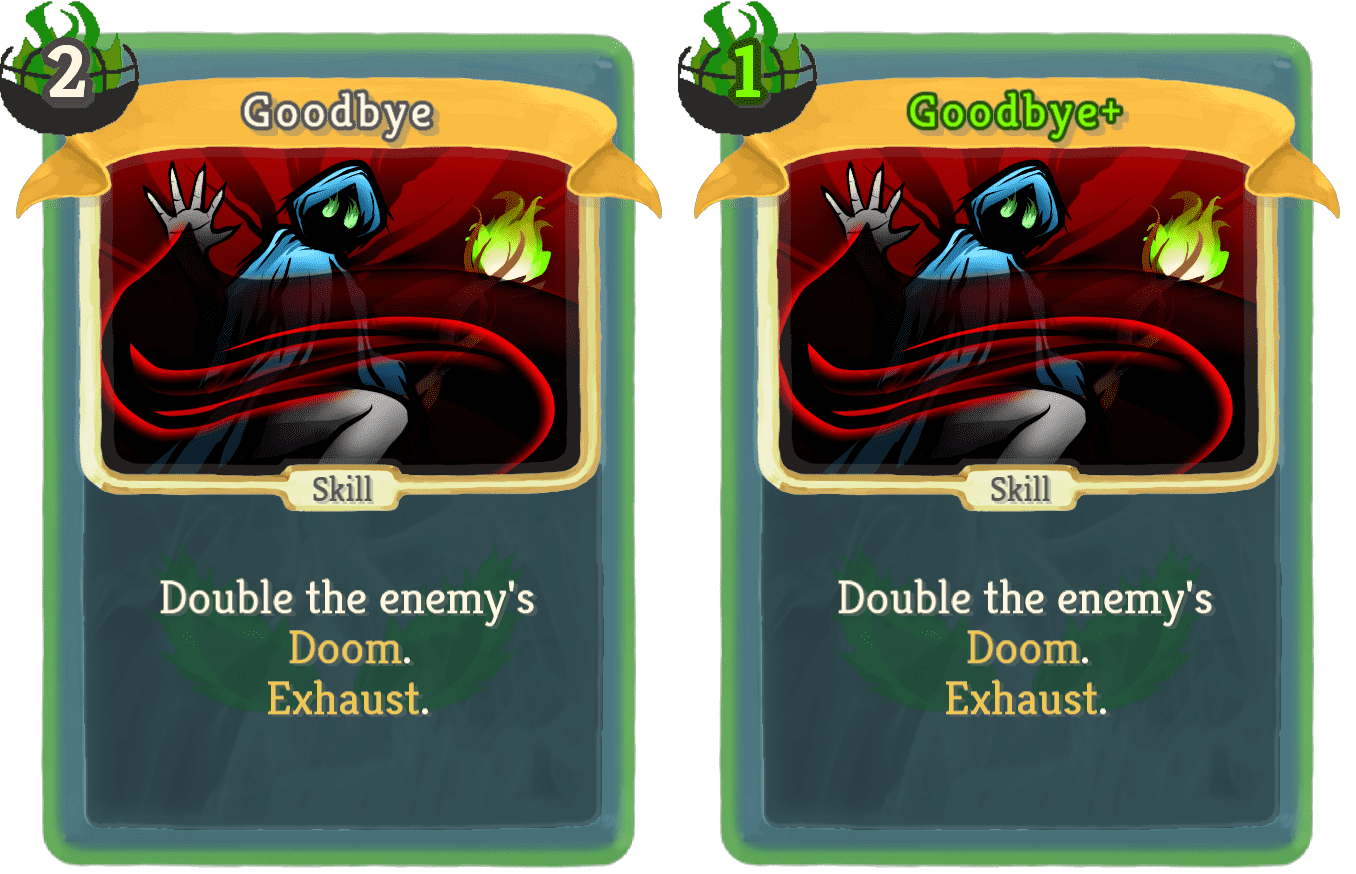 2
Goodbye
Skill
Double the enemy's
Doom.
Exhaust.
1
Goodbye+
Skill
Double the enemy's
Doom.
Exhaust.